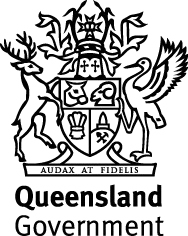 AUDAX AT FIDELIS
Queensland
Government